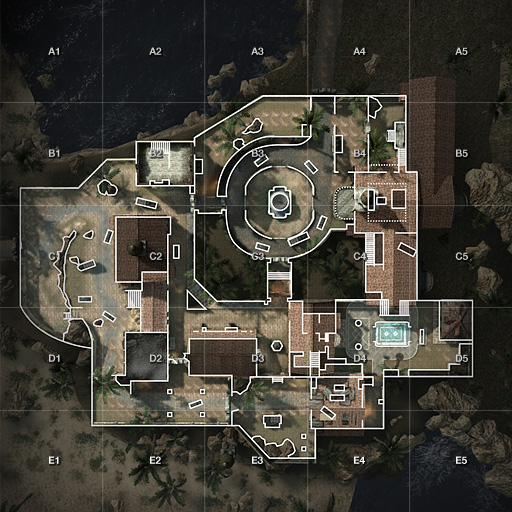 A1 A2 A3 A4 A5
B1 B2 B3 B4 B5
C1 C2 C3 C4 C5
D1 D2 D3 D4 D5
E1 E2 E3 E4 E5